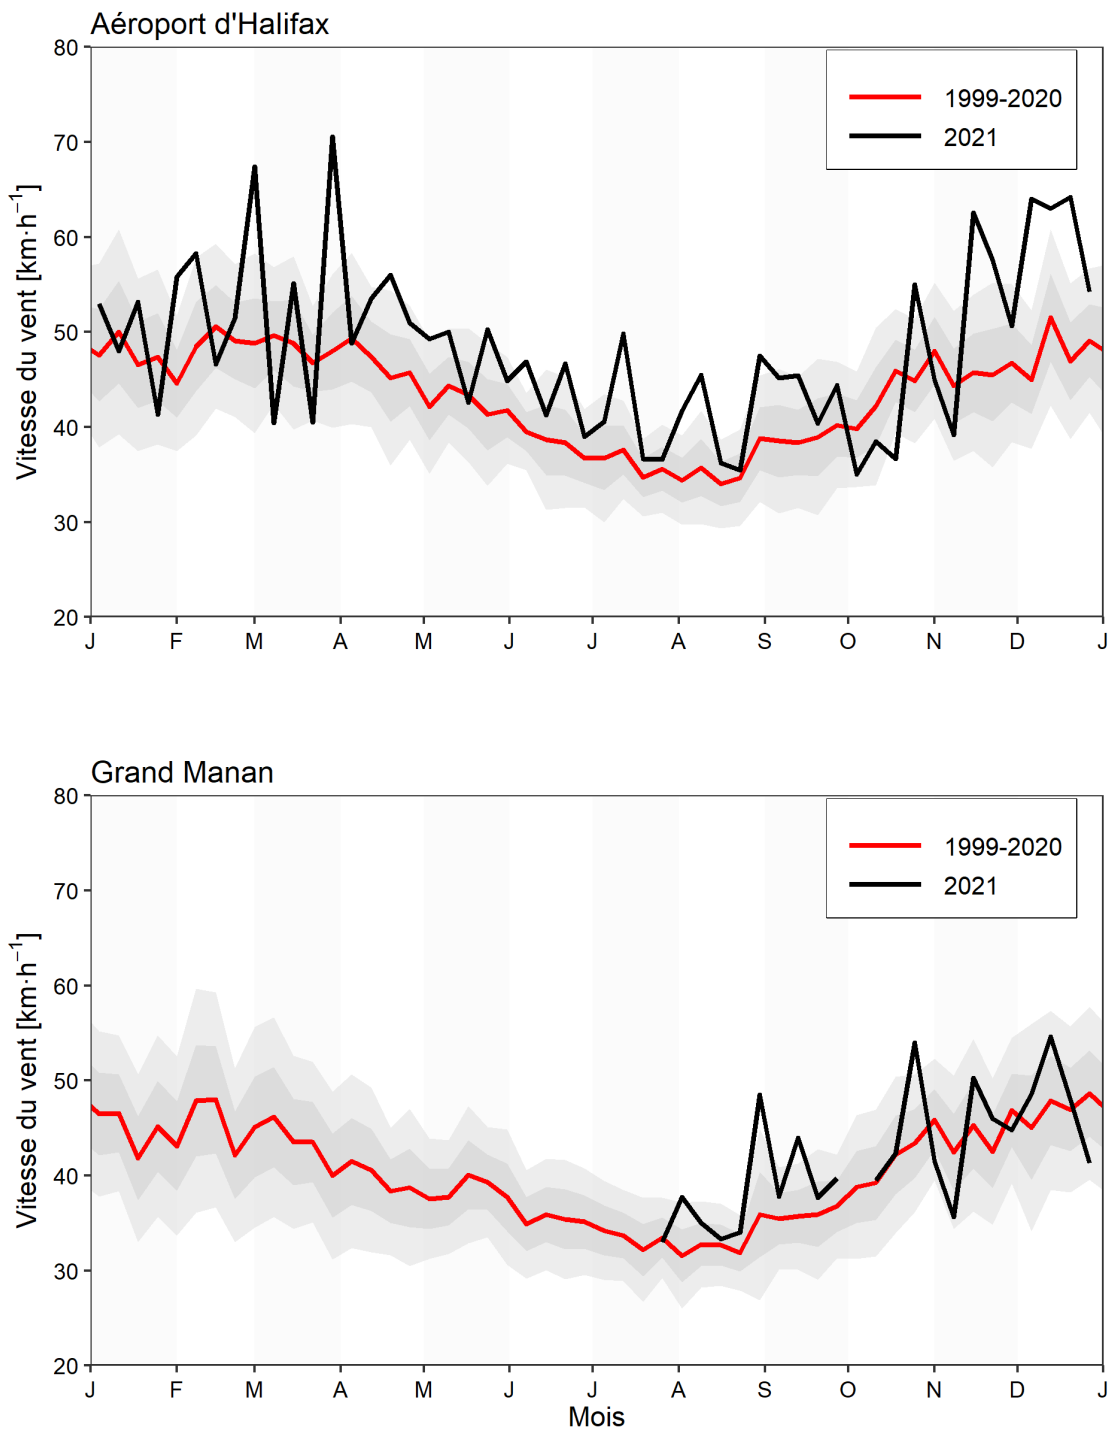 Aéroport d'Halifax
80
70
60
50
40
30
20
Vitesse du vent [km·h⁻¹]
1999-2020
2021
J F M A M J J A S O N D J
Grand Manan
80
70
60
50
40
30
20
Vitesse du vent [km·h⁻¹]
1999-2020
2021
J F M A M J J A S O N D J
Mois